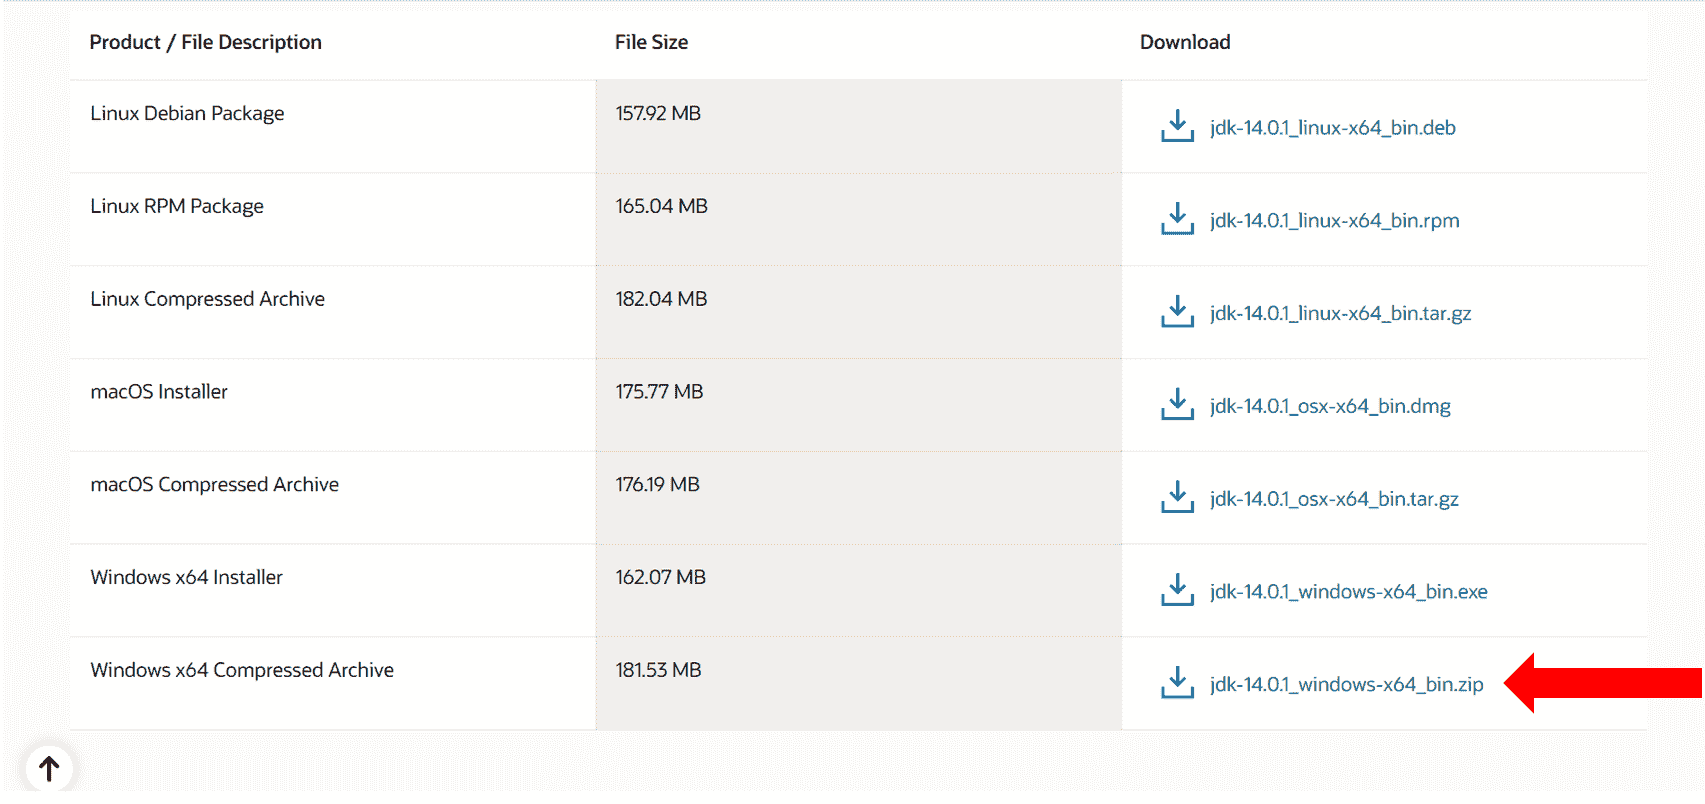 Product / File Description File Size Download
Linux Debian Package 157.92 MB jdk-14.0.1_linux-x64_bin.deb
Linux RPM Package 165.04 MB jdk-14.0.1_linux-x64_bin.rpm
Linux Compressed Archive 182.04 MB jdk-14.0.1_linux-x64_bin.tar.gz
macOS Installer 175.77 MB jdk-14.0.1_osx-x64_bin.dmg
macOS Compressed Archive 176.19 MB jdk-14.0.1_osx-x64_bin.tar.gz
Windows x64 Installer 162.07 MB jdk-14.0.1_windows-x64_bin.exe
Windows x64 Compressed Archive 181.53 MB jdk-14.0.1_windows-x64_bin.zip